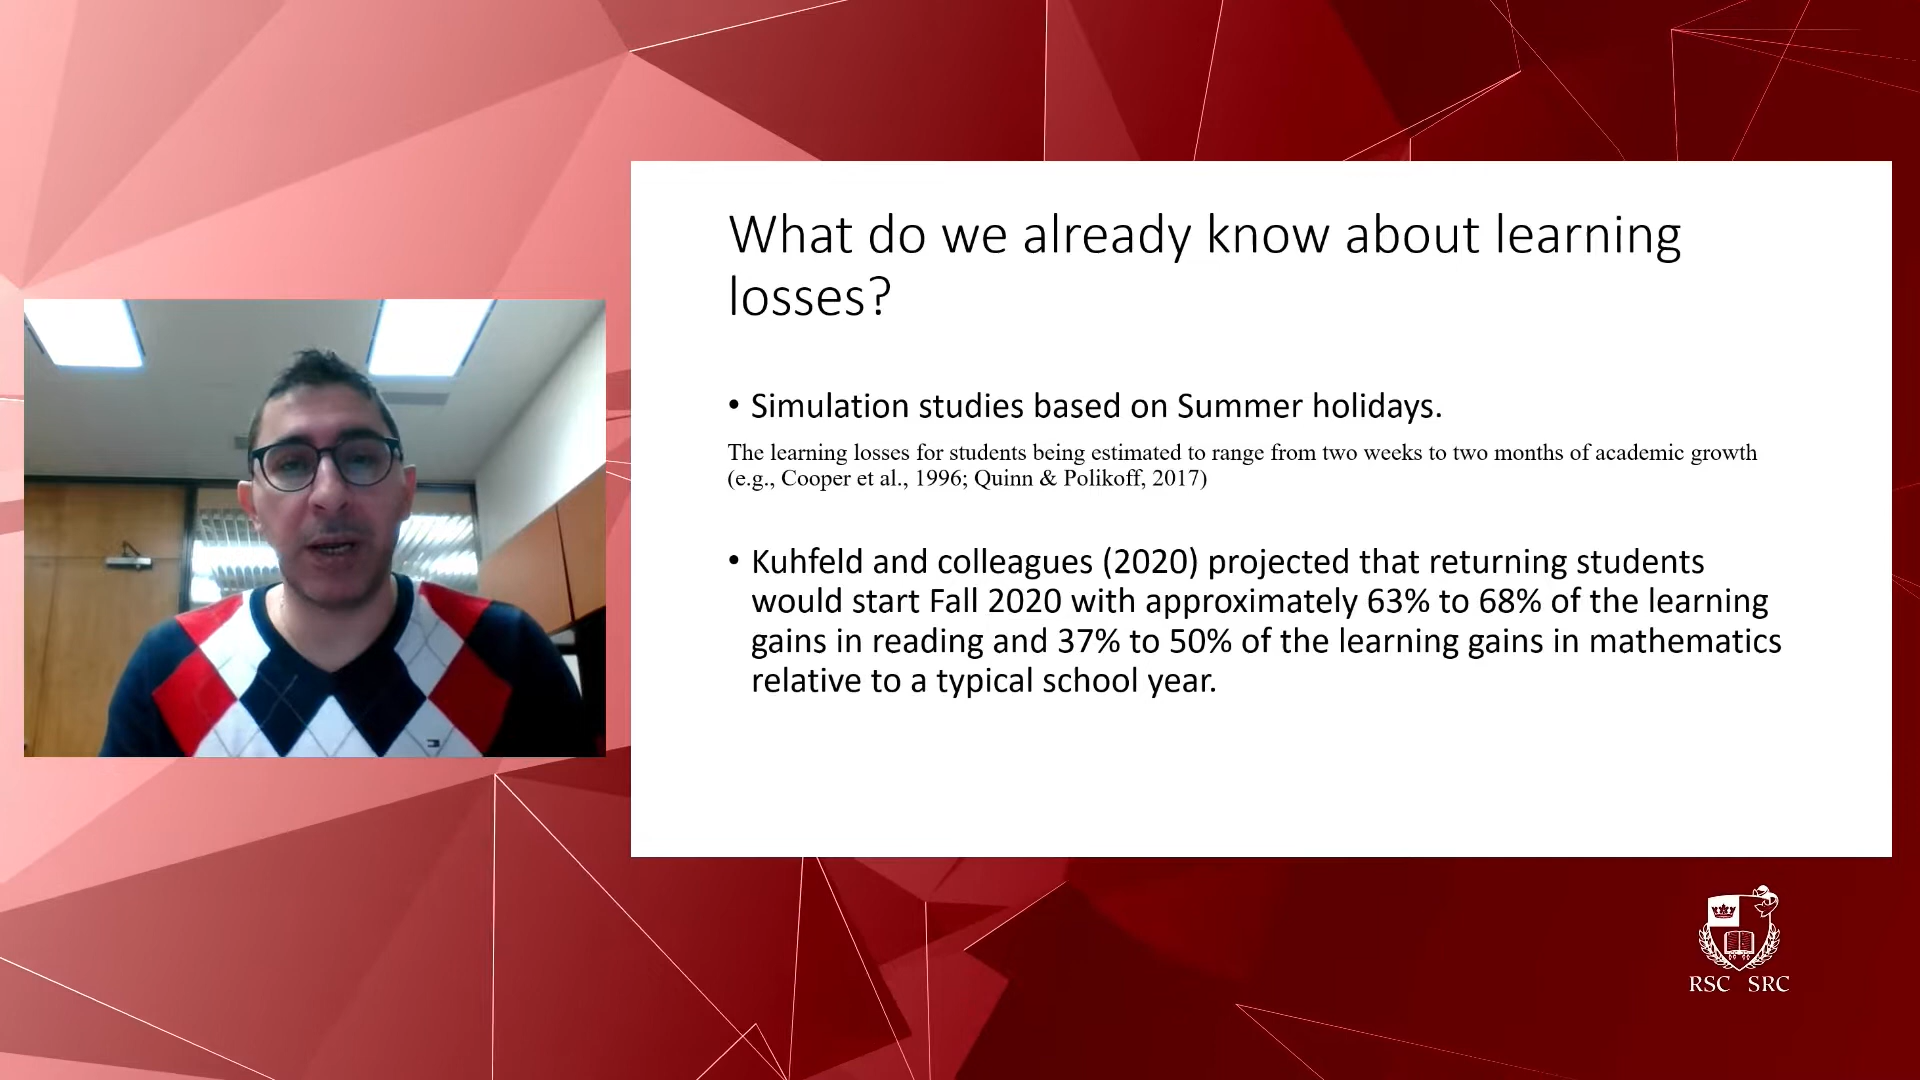 What do we already know about learning
losses?
• Simulation studies based on Summer holidays.
The learning losses for students being estimated to range from two weeks to two months of academic growth
(e.g., Cooper et al., 1996; Quinn & Polikoff, 2017)
• Kuhfeld and colleagues (2020) projected that returning students
would start Fall 2020 with approximately 63% to 68% of the learning
gains in reading and 37% to 50% of the learning gains in mathematics
relative to a typical school year.
RSC SRC